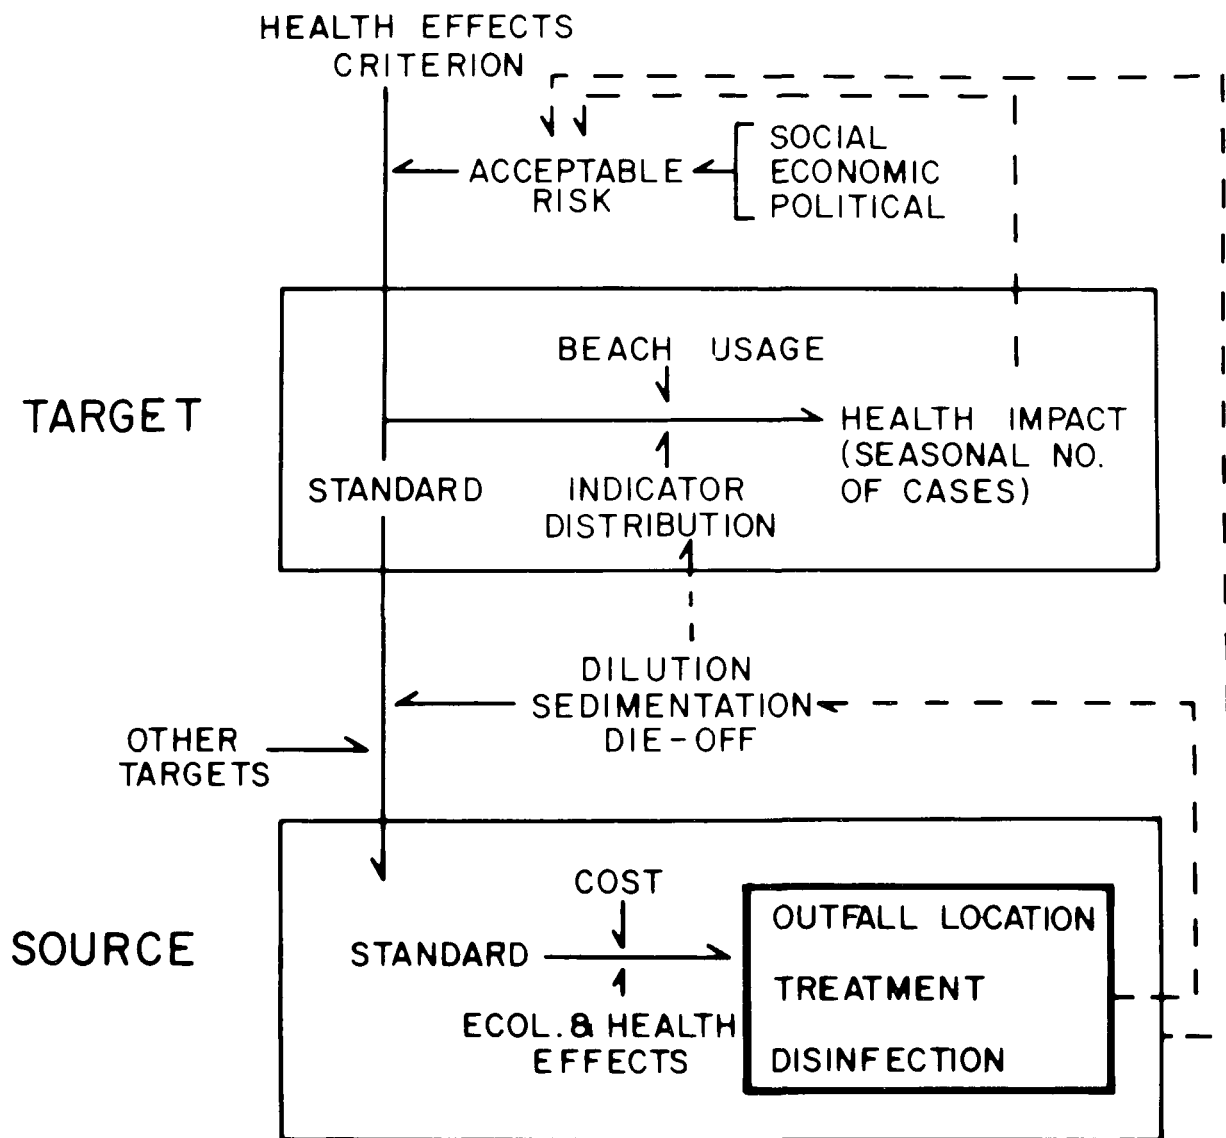 HEALTH EFFECTS
CRITERION
ACCEPTABLE
RISK
SOCIAL
ECONOMIC
POLITICAL
TARGET
BEACH USAGE
HEALTH IMPACT
(SEASONAL NO.
OF CASES)
STANDARD
INDICATOR
DISTRIBUTION
DILUTION
SEDIMENTATION
DIE-OFF
OTHER
TARGETS
SOURCE
COST
STANDARD
ECOL. & HEALTH
EFFECTS
OUTFALL LOCATION
TREATMENT
DISINFECTION